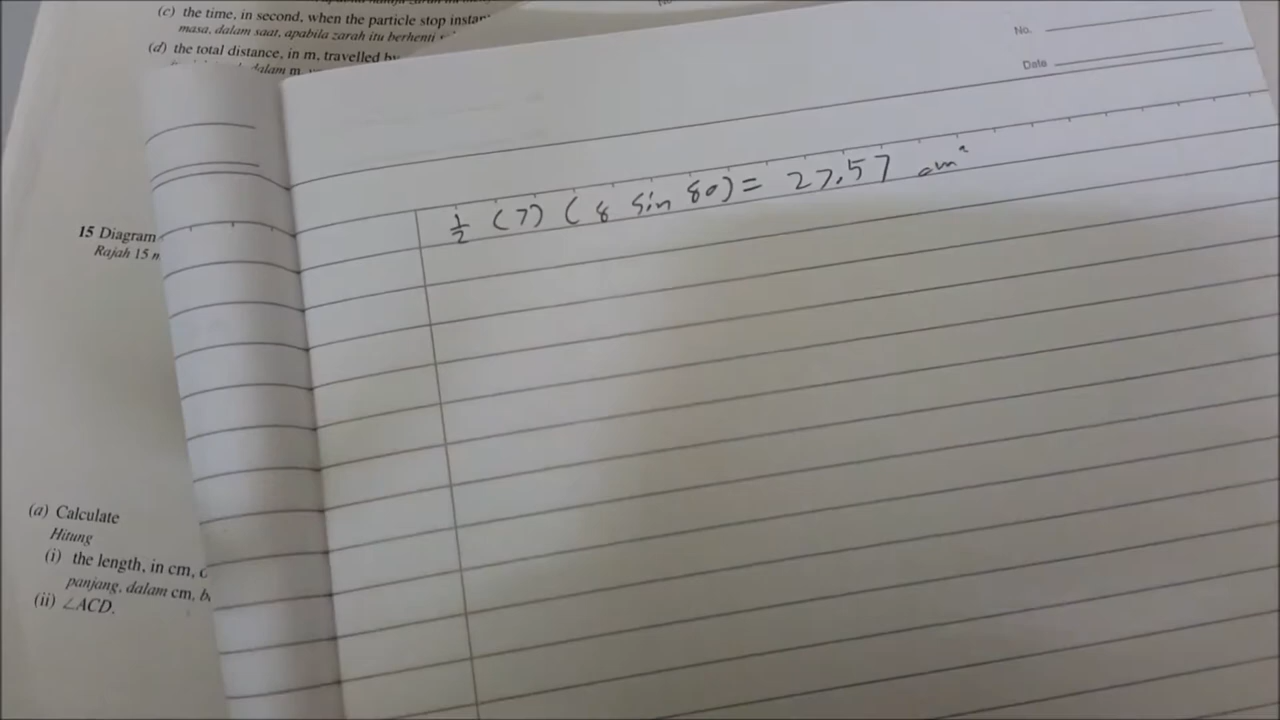 (c) the time, in second, when the particle stop
masa, dalam saat, apabila zarah itu berhenti
(d) the total distance, in m, travelled by
dalam m,
No.
Date
1/2 (7) (8 sin 80) = 27.57 cm²
15 Diagram
Rajah 15
(a) Calculate
Hitung
(i) the length, in cm,
panjang, dalam cm,
(ii) ∠ACD.